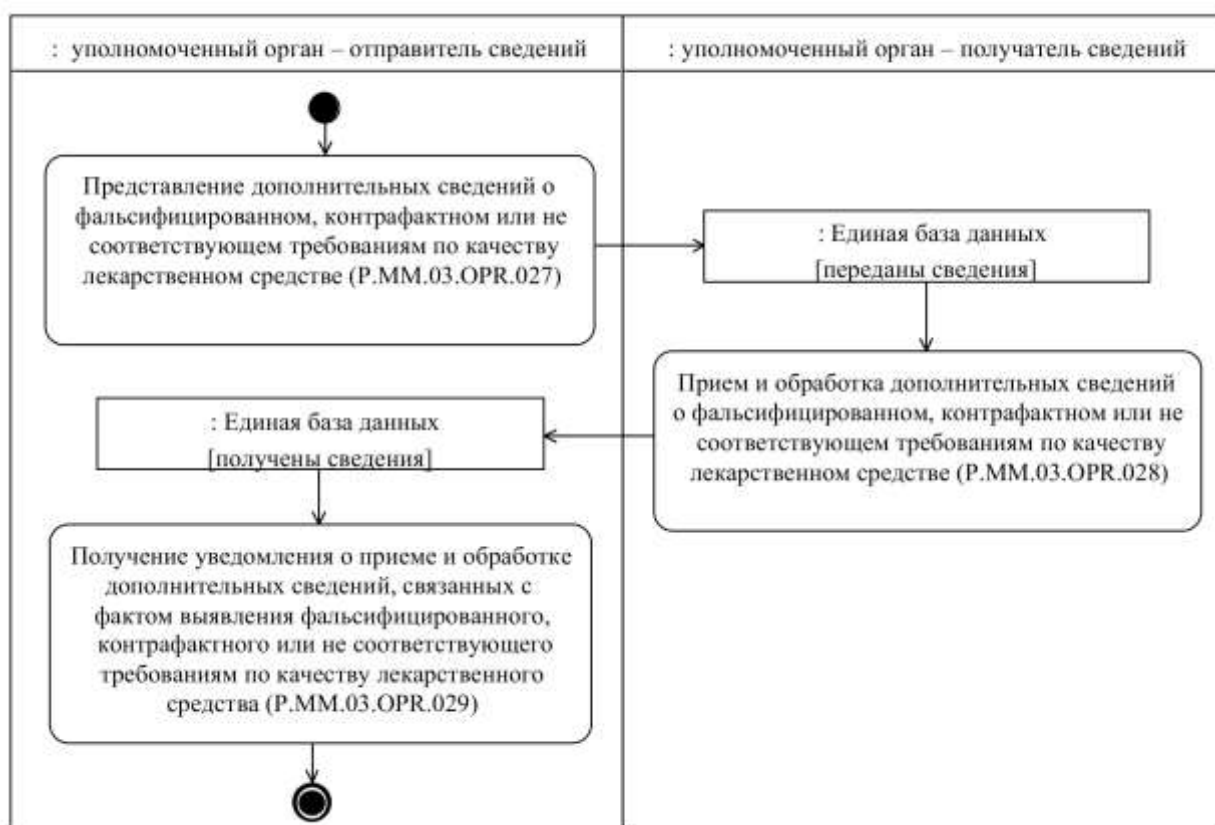 : уполномоченный орган – отправитель сведений
: уполномоченный орган – получатель сведений
Представление дополнительных сведений о
фальсифицированном, контрафактном или не
соответствующем требованиям по качеству
лекарственном средстве (P.MM.03.OPR.027)
: Единая база данных
[переданы сведения]
Прием и обработка дополнительных сведений
о фальсифицированном, контрафактном или не
соответствующем требованиям по качеству
лекарственном средстве (P.MM.03.OPR.028)
: Единая база данных
[получены сведения]
Получение уведомления о приеме и обработке
дополнительных сведений, связанных с
фактом выявления фальсифицированного,
контрафактного или не соответствующего
требованиям по качеству лекарственного
средства (P.MM.03.OPR.029)